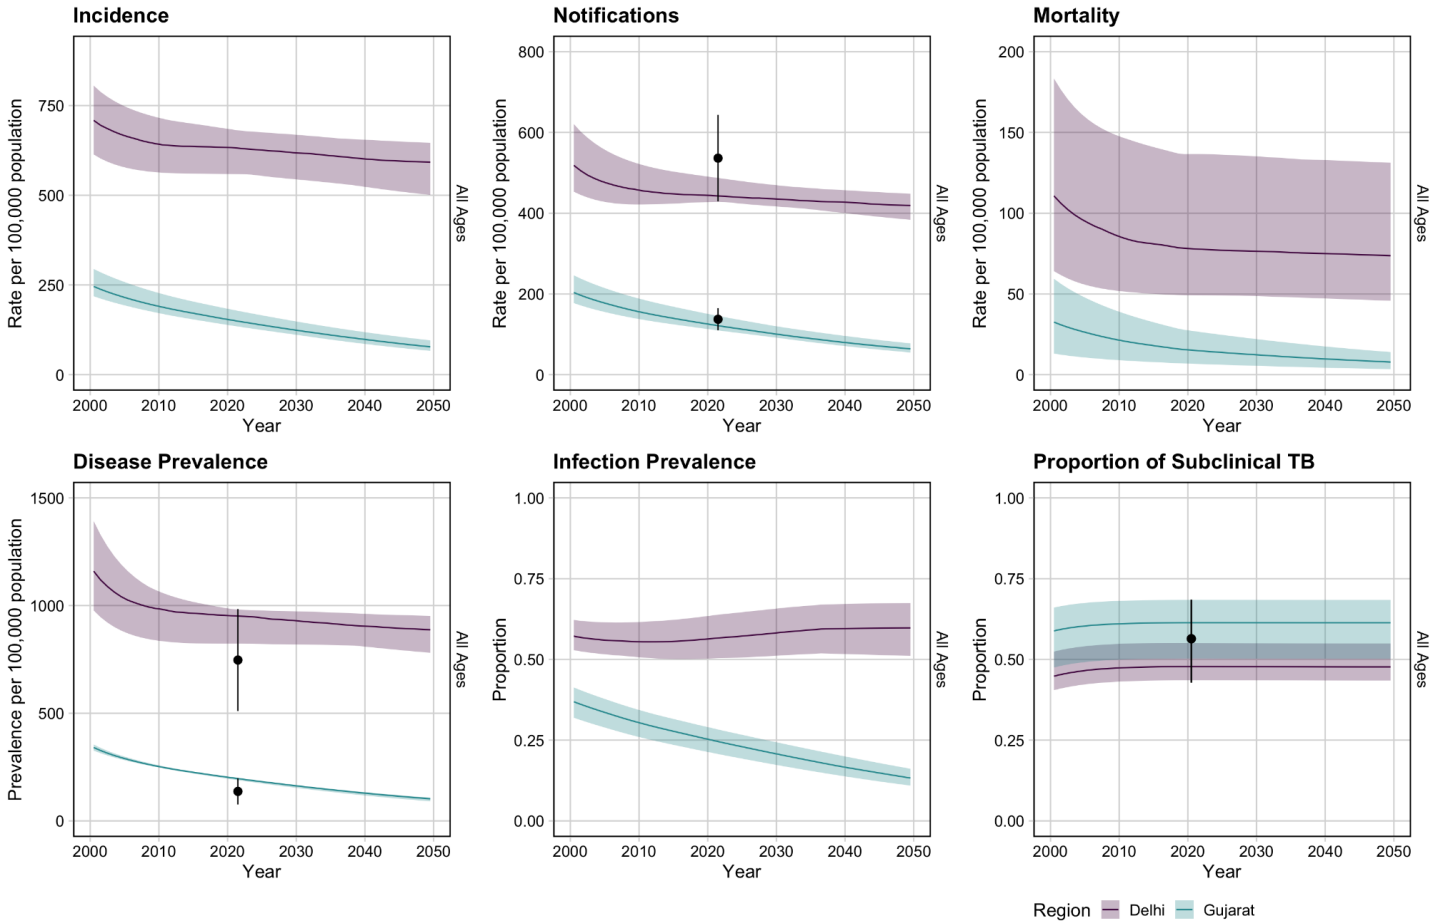 Incidence
Rate per 100,000 population
750
500
250
0
2000 2010 2020 2030 2040 2050
Year
All Ages
Notifications
Rate per 100,000 population
800
600
400
200
0
2000 2010 2020 2030 2040 2050
Year
All Ages
Mortality
Rate per 100,000 population
200
150
100
50
0
2000 2010 2020 2030 2040 2050
Year
All Ages
Disease Prevalence
Prevalence per 100,000 population
1500
1000
500
0
2000 2010 2020 2030 2040 2050
Year
All Ages
Infection Prevalence
Proportion
1.00
0.75
0.50
0.25
0.00
2000 2010 2020 2030 2040 2050
Year
All Ages
Proportion of Subclinical TB
Proportion
1.00
0.75
0.50
0.25
0.00
2000 2010 2020 2030 2040 2050
Year
All Ages
Region Delhi Gujarat